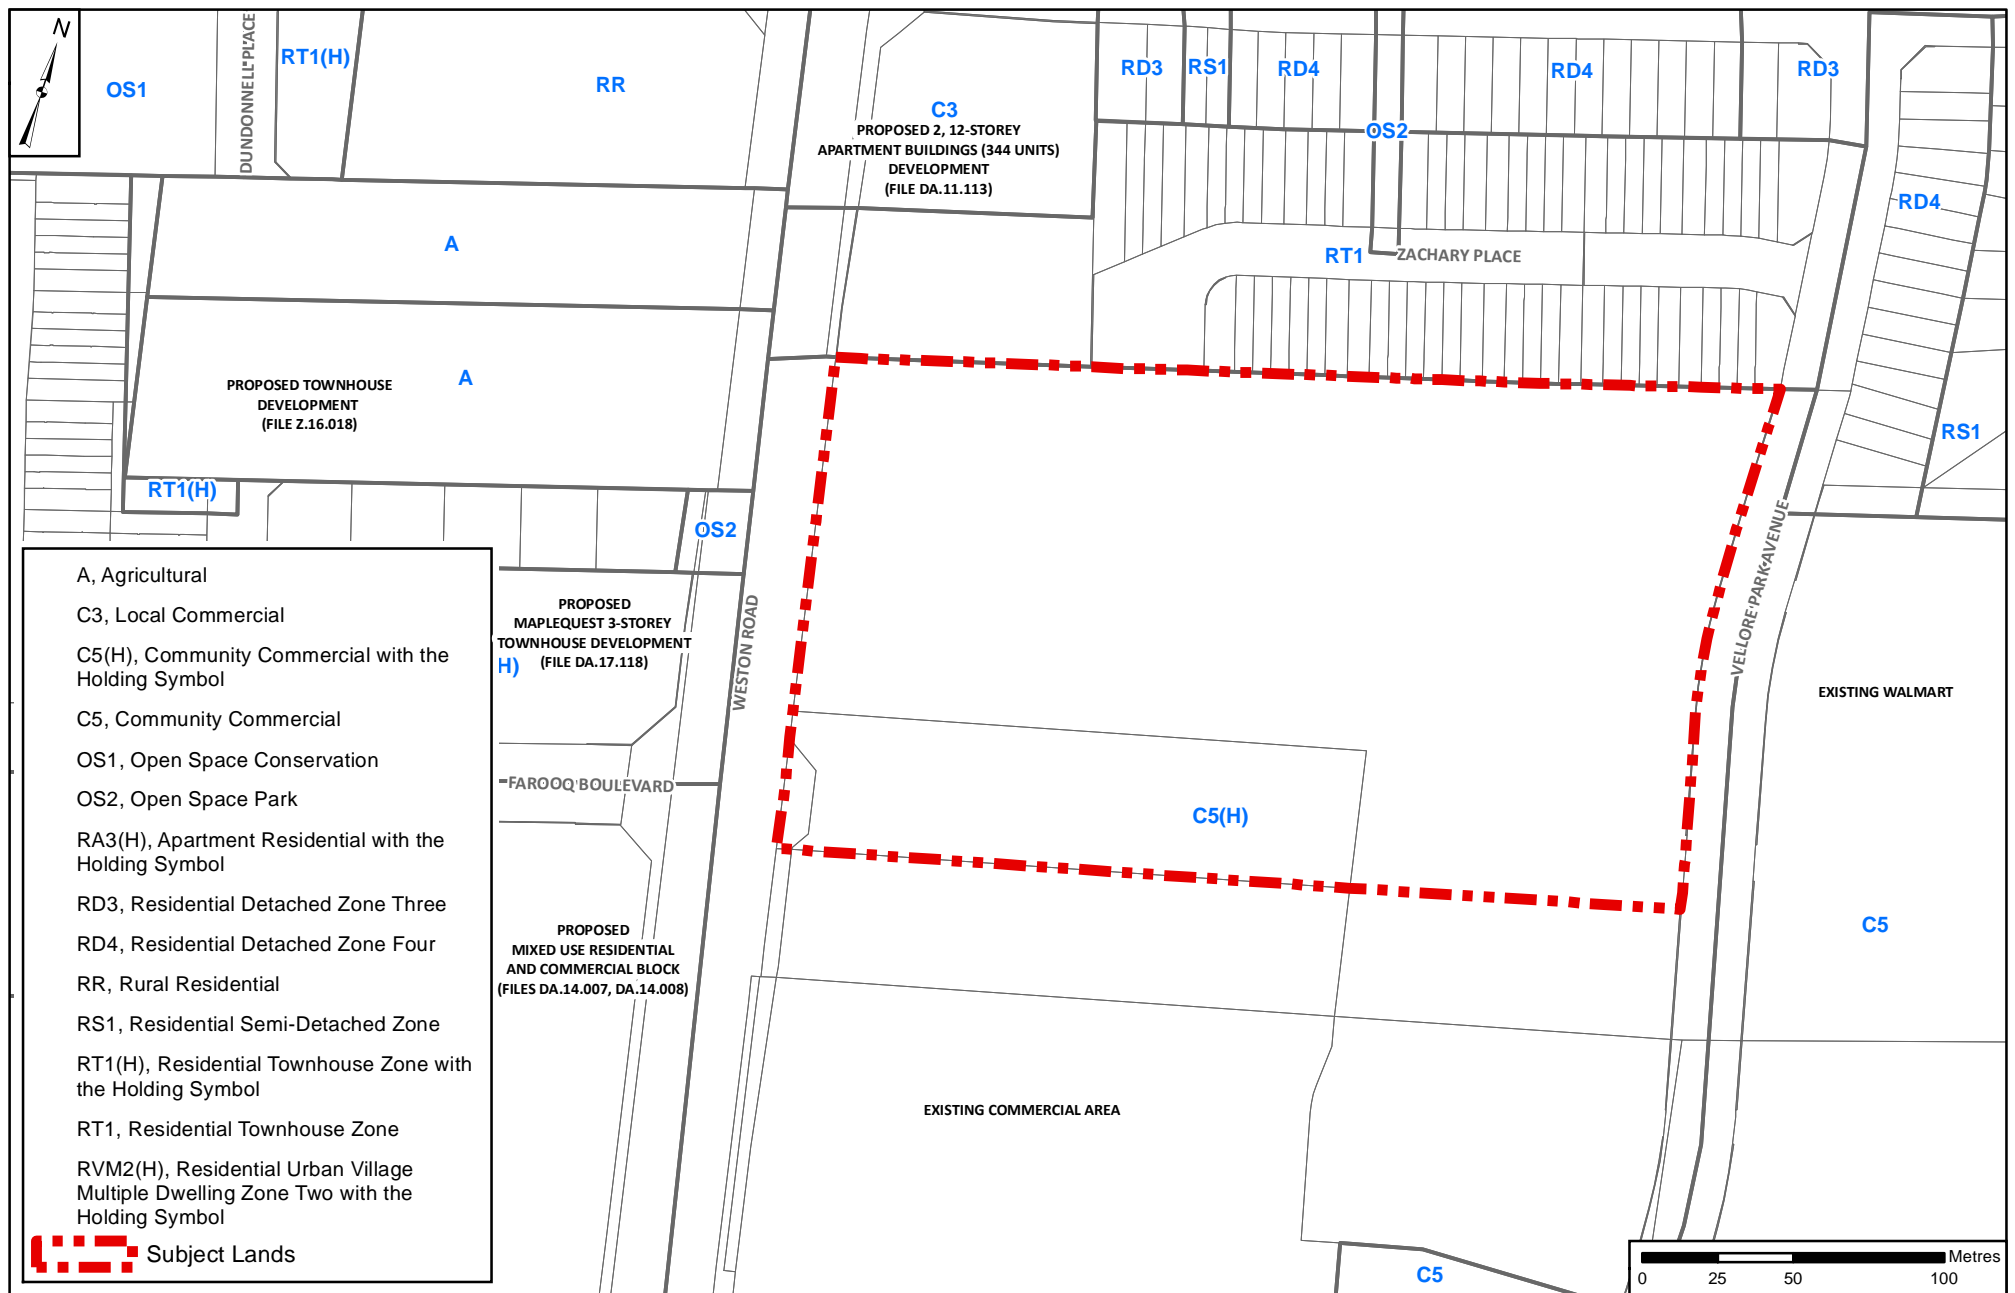 N
OS1
DUNDONNELL PLACE
RT1(H)
RR
C3
PROPOSED 2, 12-STOREY
APARTMENT BUILDINGS (344 UNITS)
DEVELOPMENT
(FILE DA.11.113)
RD3
RS1
RD4
RD4
RD3
OS2
RD4
A
RT1
ZACHARY PLACE
A
PROPOSED TOWNHOUSE
DEVELOPMENT
(FILE Z.16.018)
RS1
RT1(H)
OS2
VELLORE PARK AVENUE
WESTON ROAD
PROPOSED
MAPLEQUEST 3-STOREY
TOWNHOUSE DEVELOPMENT
(FILE DA.17.118)
H)
EXISTING WALMART
FAROOQ BOULEVARD
C5(H)
C5
PROPOSED
MIXED USE RESIDENTIAL
AND COMMERCIAL BLOCK
(FILES DA.14.007, DA.14.008)
EXISTING COMMERCIAL AREA
C5
A, Agricultural
C3, Local Commercial
C5(H), Community Commercial with the
Holding Symbol
C5, Community Commercial
OS1, Open Space Conservation
OS2, Open Space Park
RA3(H), Apartment Residential with the
Holding Symbol
RD3, Residential Detached Zone Three
RD4, Residential Detached Zone Four
RR, Rural Residential
RS1, Residential Semi-Detached Zone
RT1(H), Residential Townhouse Zone with
the Holding Symbol
RT1, Residential Townhouse Zone
RVM2(H), Residential Urban Village
Multiple Dwelling Zone Two with the
Holding Symbol
Subject Lands
Metres
0 25 50 100